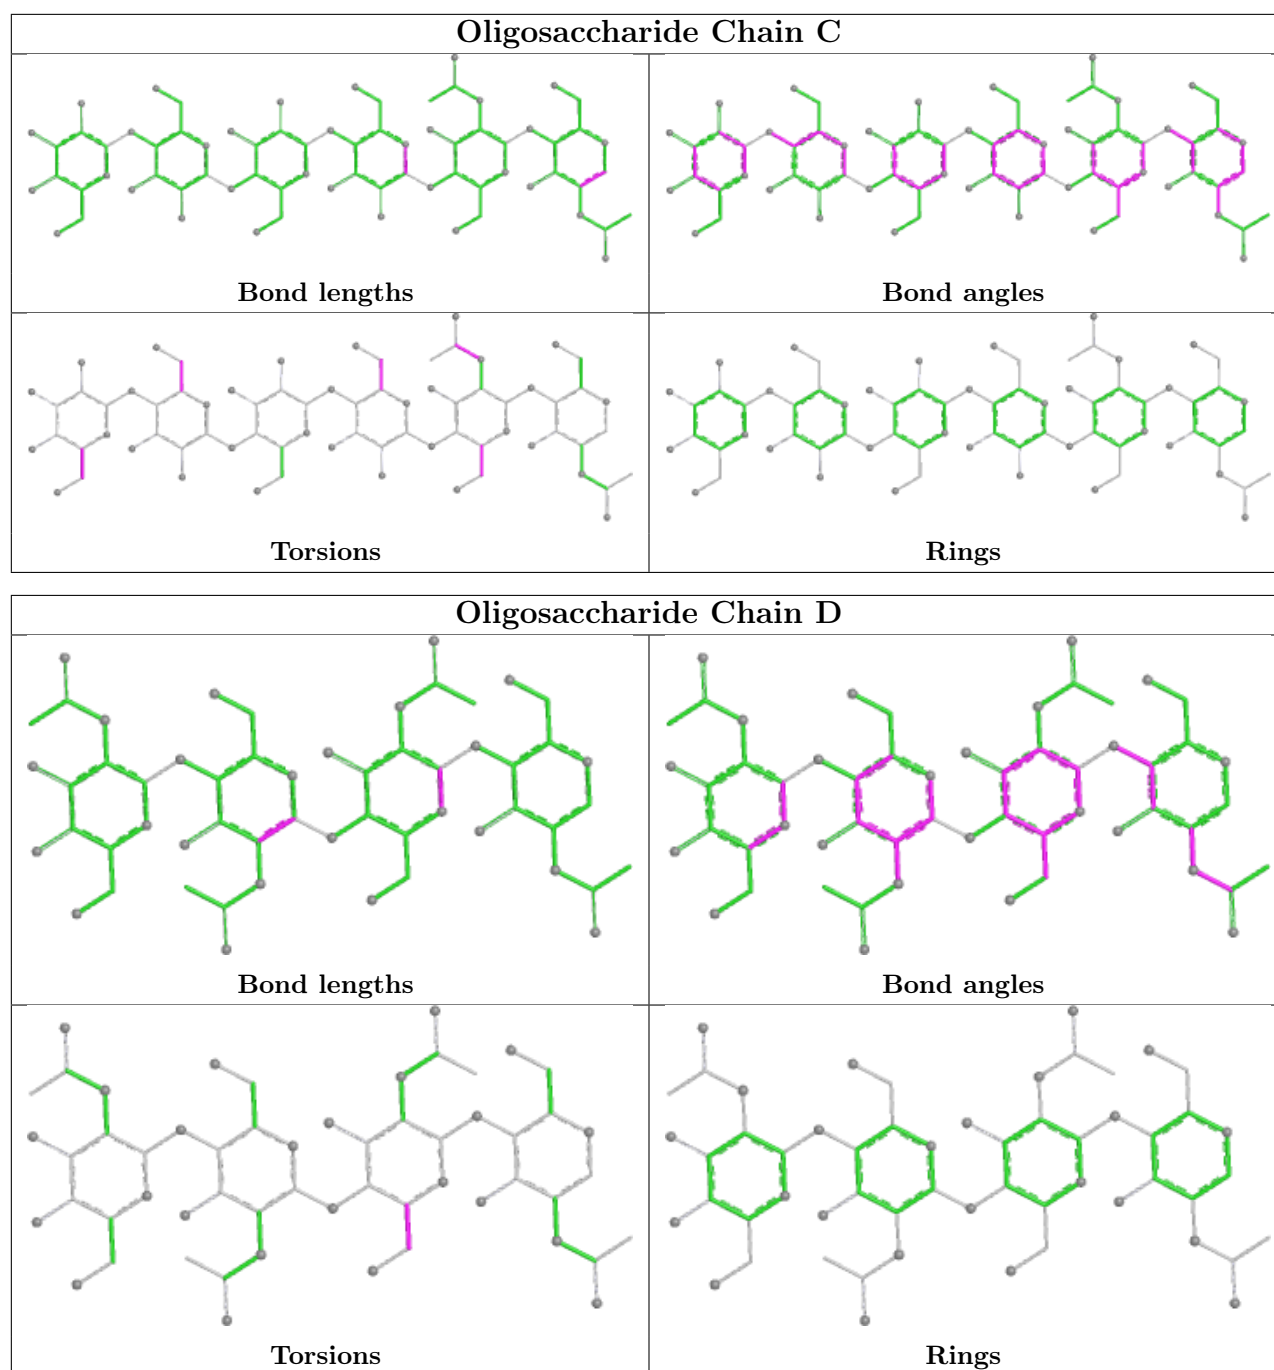 Oligosaccharide Chain C
Bond lengths
Bond angles
Torsions
Rings
Oligosaccharide Chain D
Bond lengths
Bond angles
Torsions
Rings